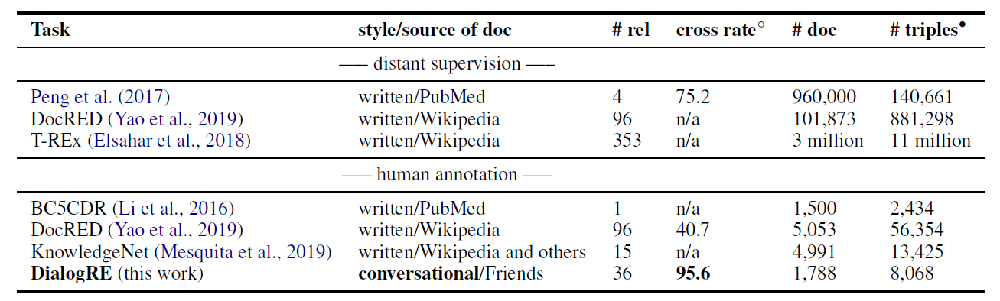 Task style/source of doc # rel cross rate° # doc # triples•
—– distant supervision —–
Peng et al. (2017) written/PubMed 4 75.2 960,000 140,661
DocRED (Yao et al., 2019) written/Wikipedia 96 n/a 101,873 881,298
T-REx (Elsahar et al., 2018) written/Wikipedia 353 n/a 3 million 11 million
—– human annotation —–
BC5CDR (Li et al., 2016) written/PubMed 1 n/a 1,500 2,434
DocRED (Yao et al., 2019) written/Wikipedia 96 40.7 5,053 56,354
KnowledgeNet (Mesquita et al., 2019) written/Wikipedia and others 15 n/a 4,991 13,425
DialogRE (this work) conversational/Friends 36 95.6 1,788 8,068